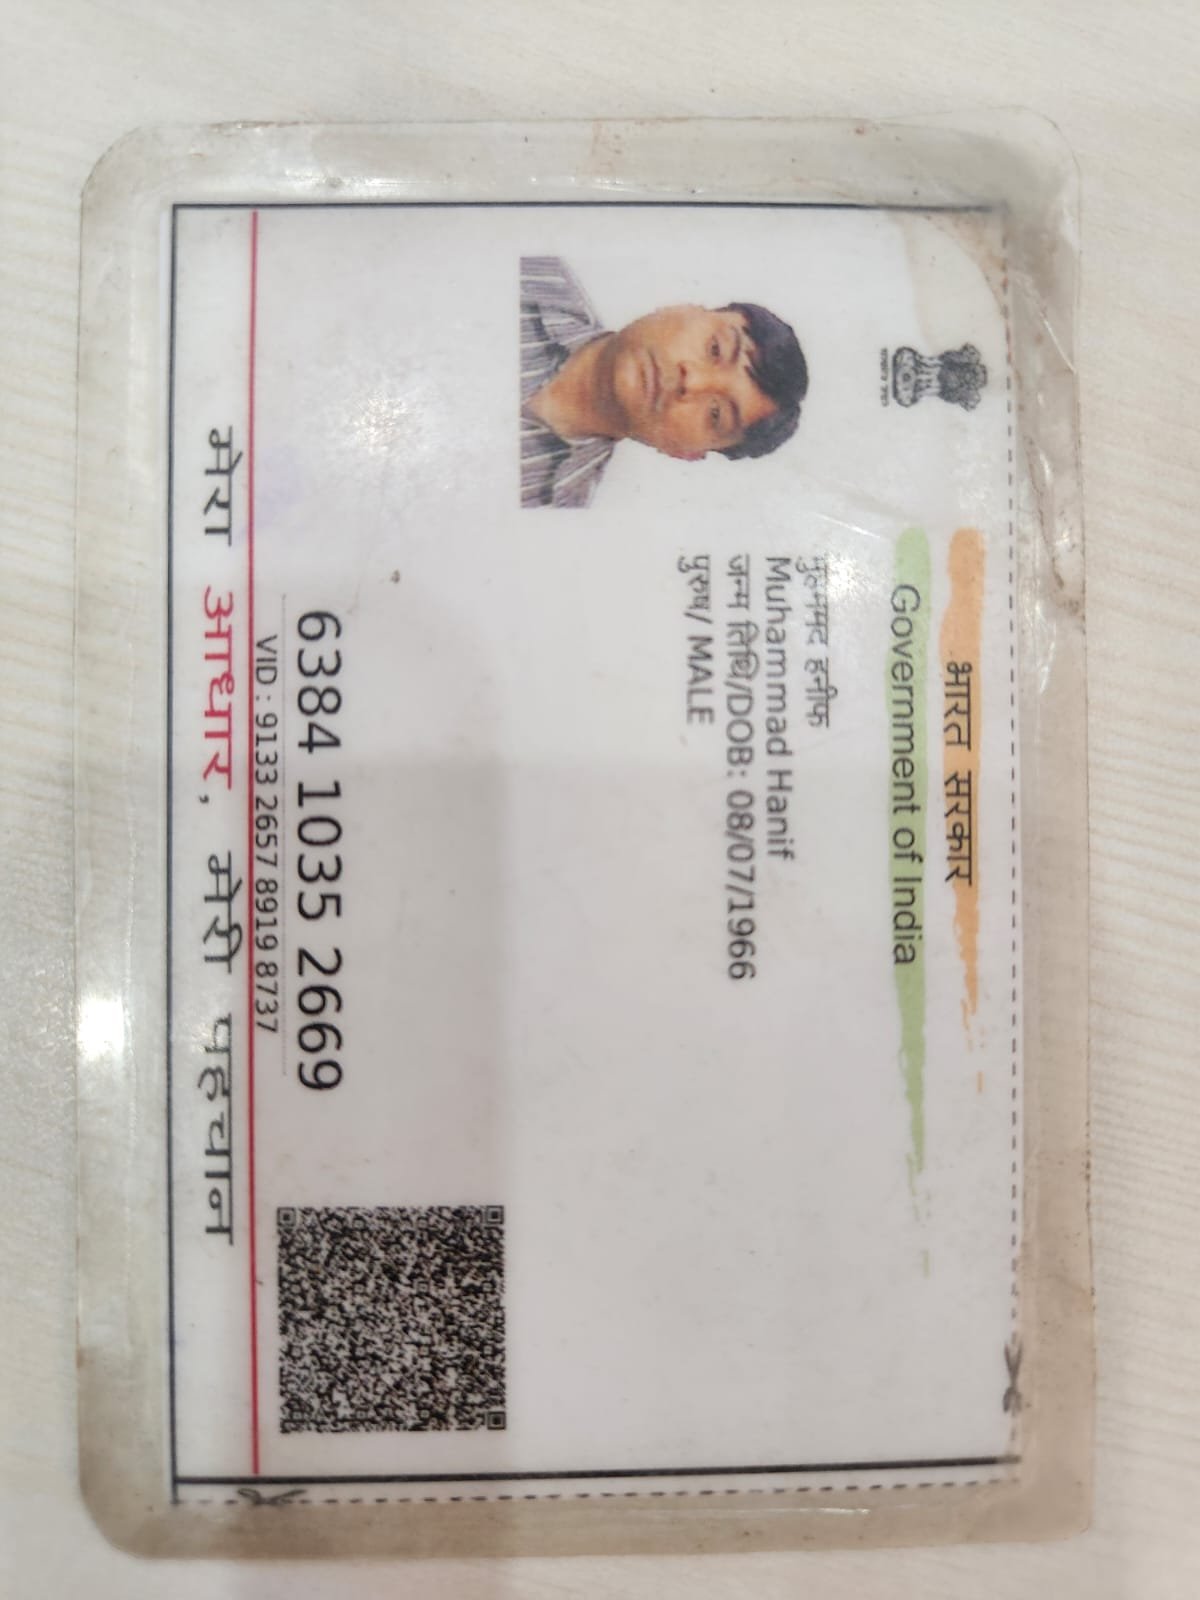 भारत सरकार
Government of India
मुहम्मद हनीफ
Muhammad Hanif
जन्म तिथि/DOB: 08/07/1966
पुरुष/ MALE
6384 1035 2669
VID : 9133 2657 8919 8737
मेरा आधार, मेरी पहचान